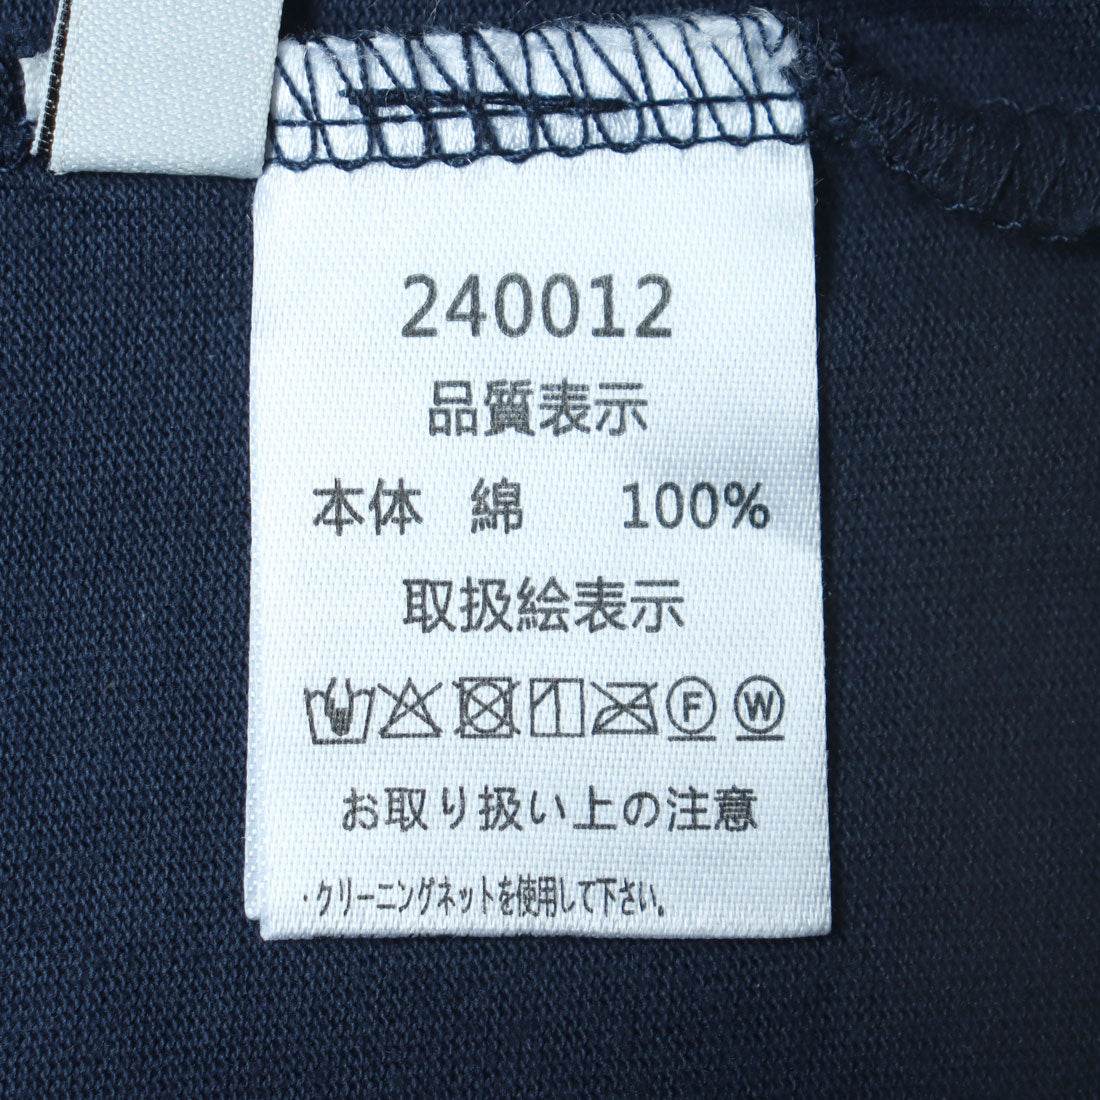 240012
品質表示
本体 綿 100%
取扱絵表示
F W
お取り扱い上の注意
・クリーニングネットを使用して下さい。